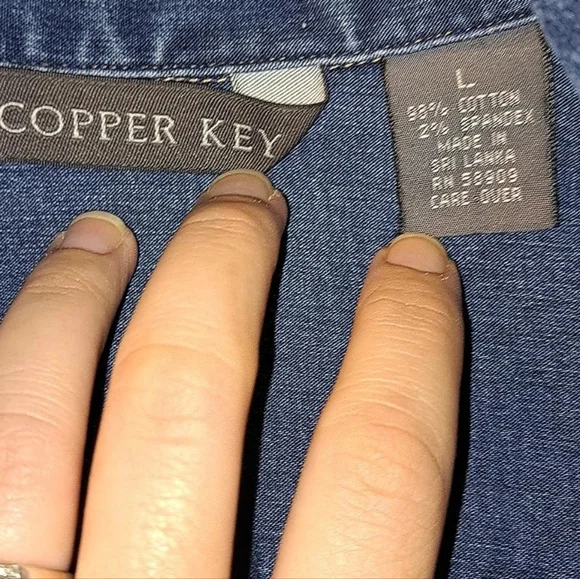 COPPER KEY
L
98% COTTON
2% SPANDEX
MADE IN
SRI LANKA
RN 58909
CARE OVER